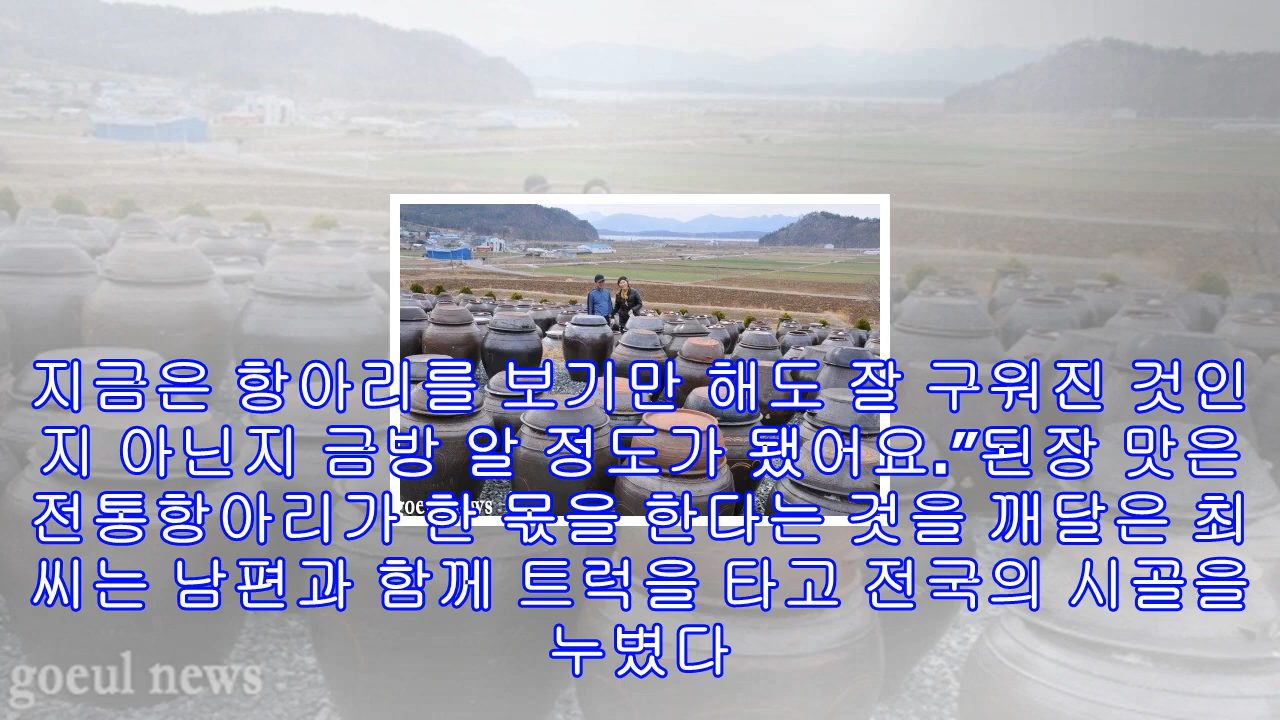 지금은 항아리를 보기만 해도 잘 구워진 것인
지 아닌지 금방 알 정도가 됐어요.”된장 맛은
전통항아리가 한 몫을 한다는 것을 깨달은 최
씨는 남편과 함께 트럭을 타고 전국의 시골을
누볐다
goeul news
goeul news